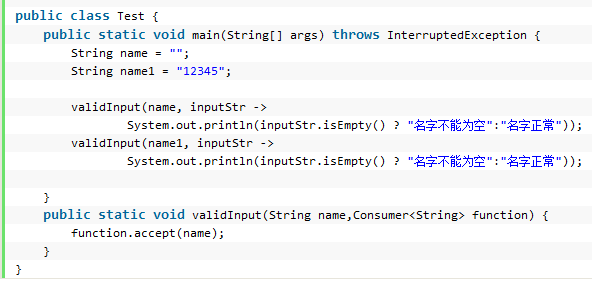 public class Test {
    public static void main(String[] args) throws InterruptedException {
        String name = "";
        String name1 = "12345";
        validInput(name, inputStr ->
                System.out.println(inputStr.isEmpty() ? "名字不能为空":"名字正常"));
        validInput(name1, inputStr ->
                System.out.println(inputStr.isEmpty() ? "名字不能为空":"名字正常"));
    }
    public static void validInput(String name,Consumer<String> function) {
        function.accept(name);
    }
}